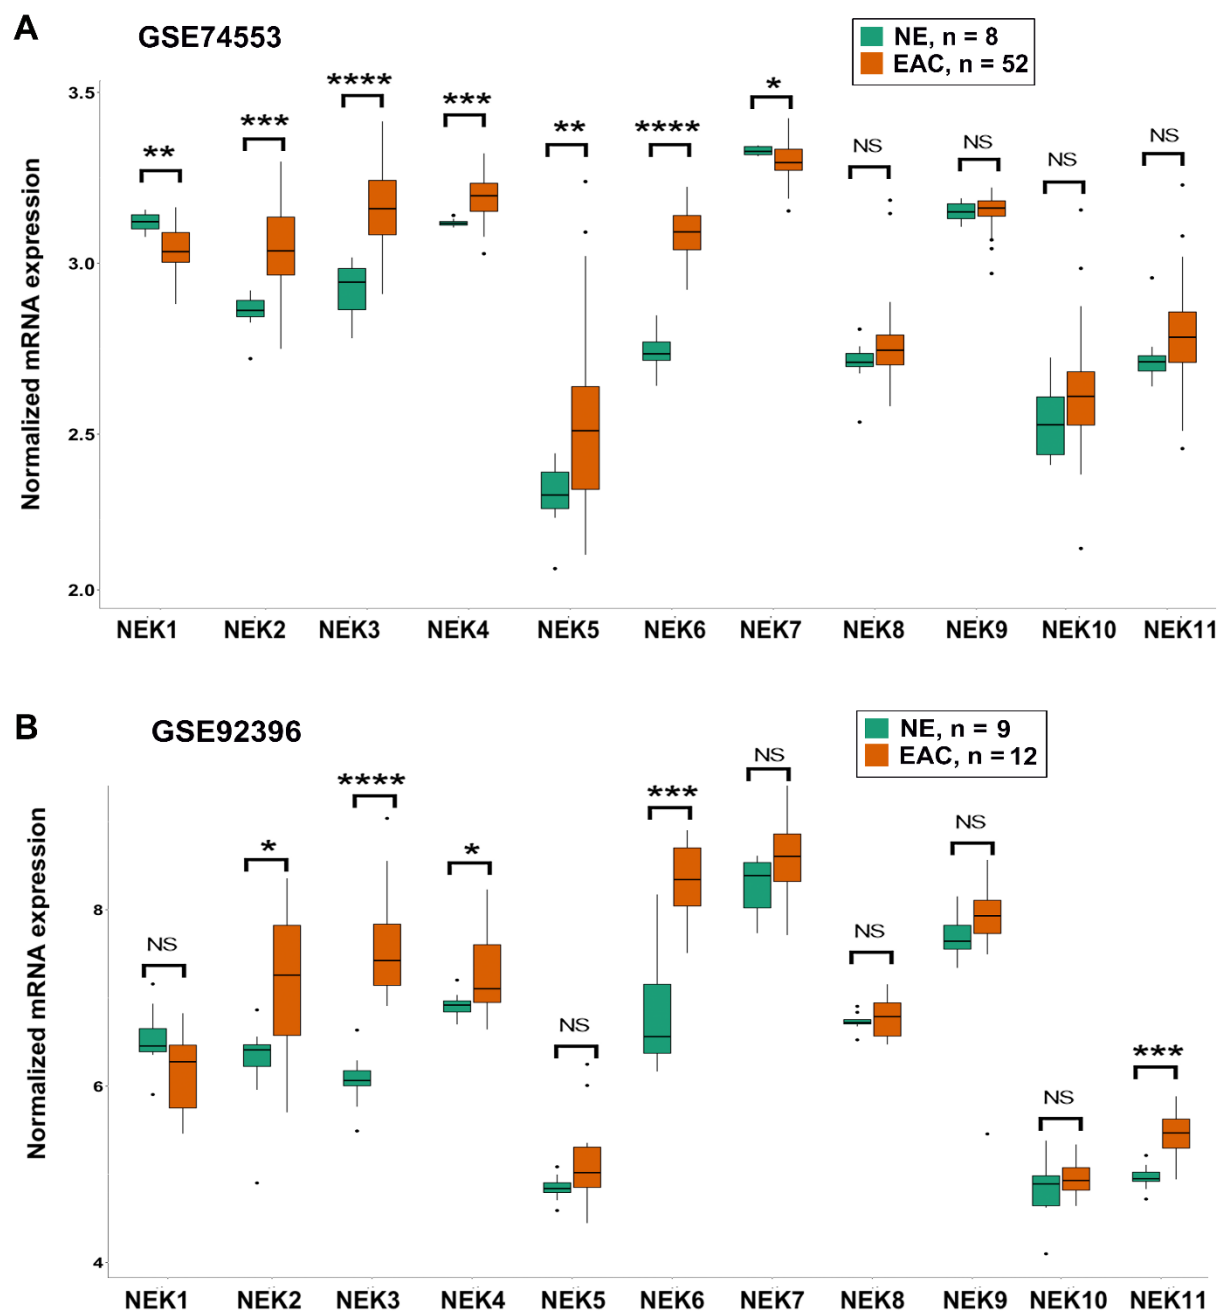 A
GSE74553
NE, n = 8
EAC, n = 52
Normalized mRNA expression
3.5
3.0
2.5
2.0
**
***
****
***
**
****
*
NS
NS
NS
NS
NEK1 NEK2 NEK3 NEK4 NEK5 NEK6 NEK7 NEK8 NEK9 NEK10 NEK11
B
GSE92396
NE, n = 9
EAC, n = 12
Normalized mRNA expression
8
6
4
NS
*
****
*
NS
***
NS
NS
NS
NS
***
NEK1 NEK2 NEK3 NEK4 NEK5 NEK6 NEK7 NEK8 NEK9 NEK10 NEK11